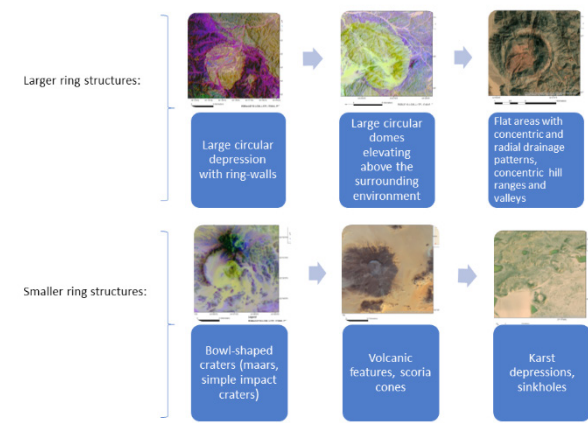 Larger ring structures:
Large circular
depression
with ring-walls
Large circular
domes
elevating
above the
surrounding
environment
Flat areas with
concentric and
radial drainage
patterns,
concentric hill
ranges and
valleys
Smaller ring structures:
Bowl-shaped
craters (maars,
simple impact
craters)
Volcanic
features, scoria
cones
Karst
depressions,
sinkholes